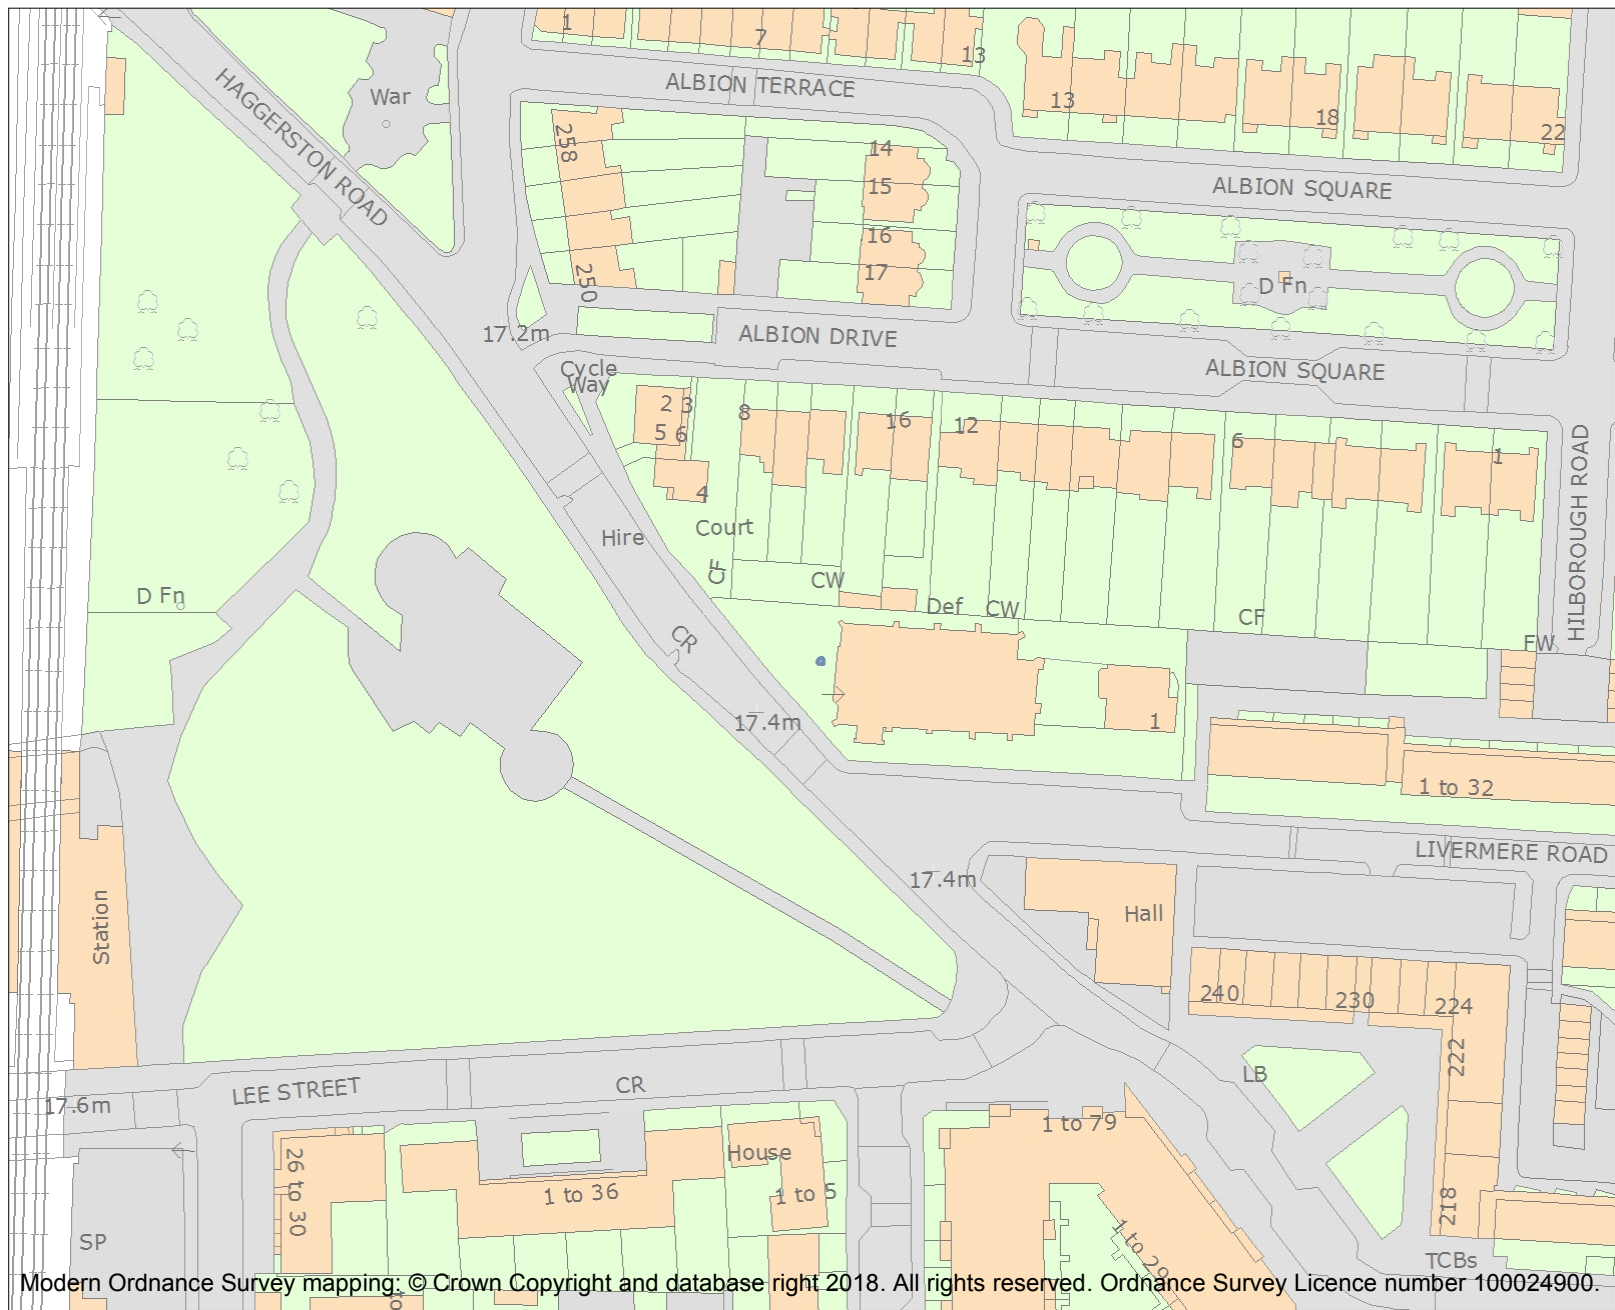 1
7
13
ALBION TERRACE
War
HAGGERSTON ROAD
258
14
15
16
17
250
13
18
22
ALBION SQUARE
D Fn
17.2m
ALBION DRIVE
ALBION SQUARE
Cycle
Way
2 3
5 6
4
8
16
12
6
1
HILBOROUGH ROAD
Court
Hire
CF
CW
Def
CW
CF
FW
D Fn
CR
17.4m
1
1 to 32
LIVERMERE ROAD
17.4m
Hall
Station
240
230
224
222
LB
LEE STREET
CR
17.6m
1 to 79
House
26 to 30
1 to 36
1 to 5
218
1 to 29
SP
TCBs
to
Modern Ordnance Survey mapping: © Crown Copyright and database right 2018. All rights reserved. Ordnance Survey Licence number 100024900.